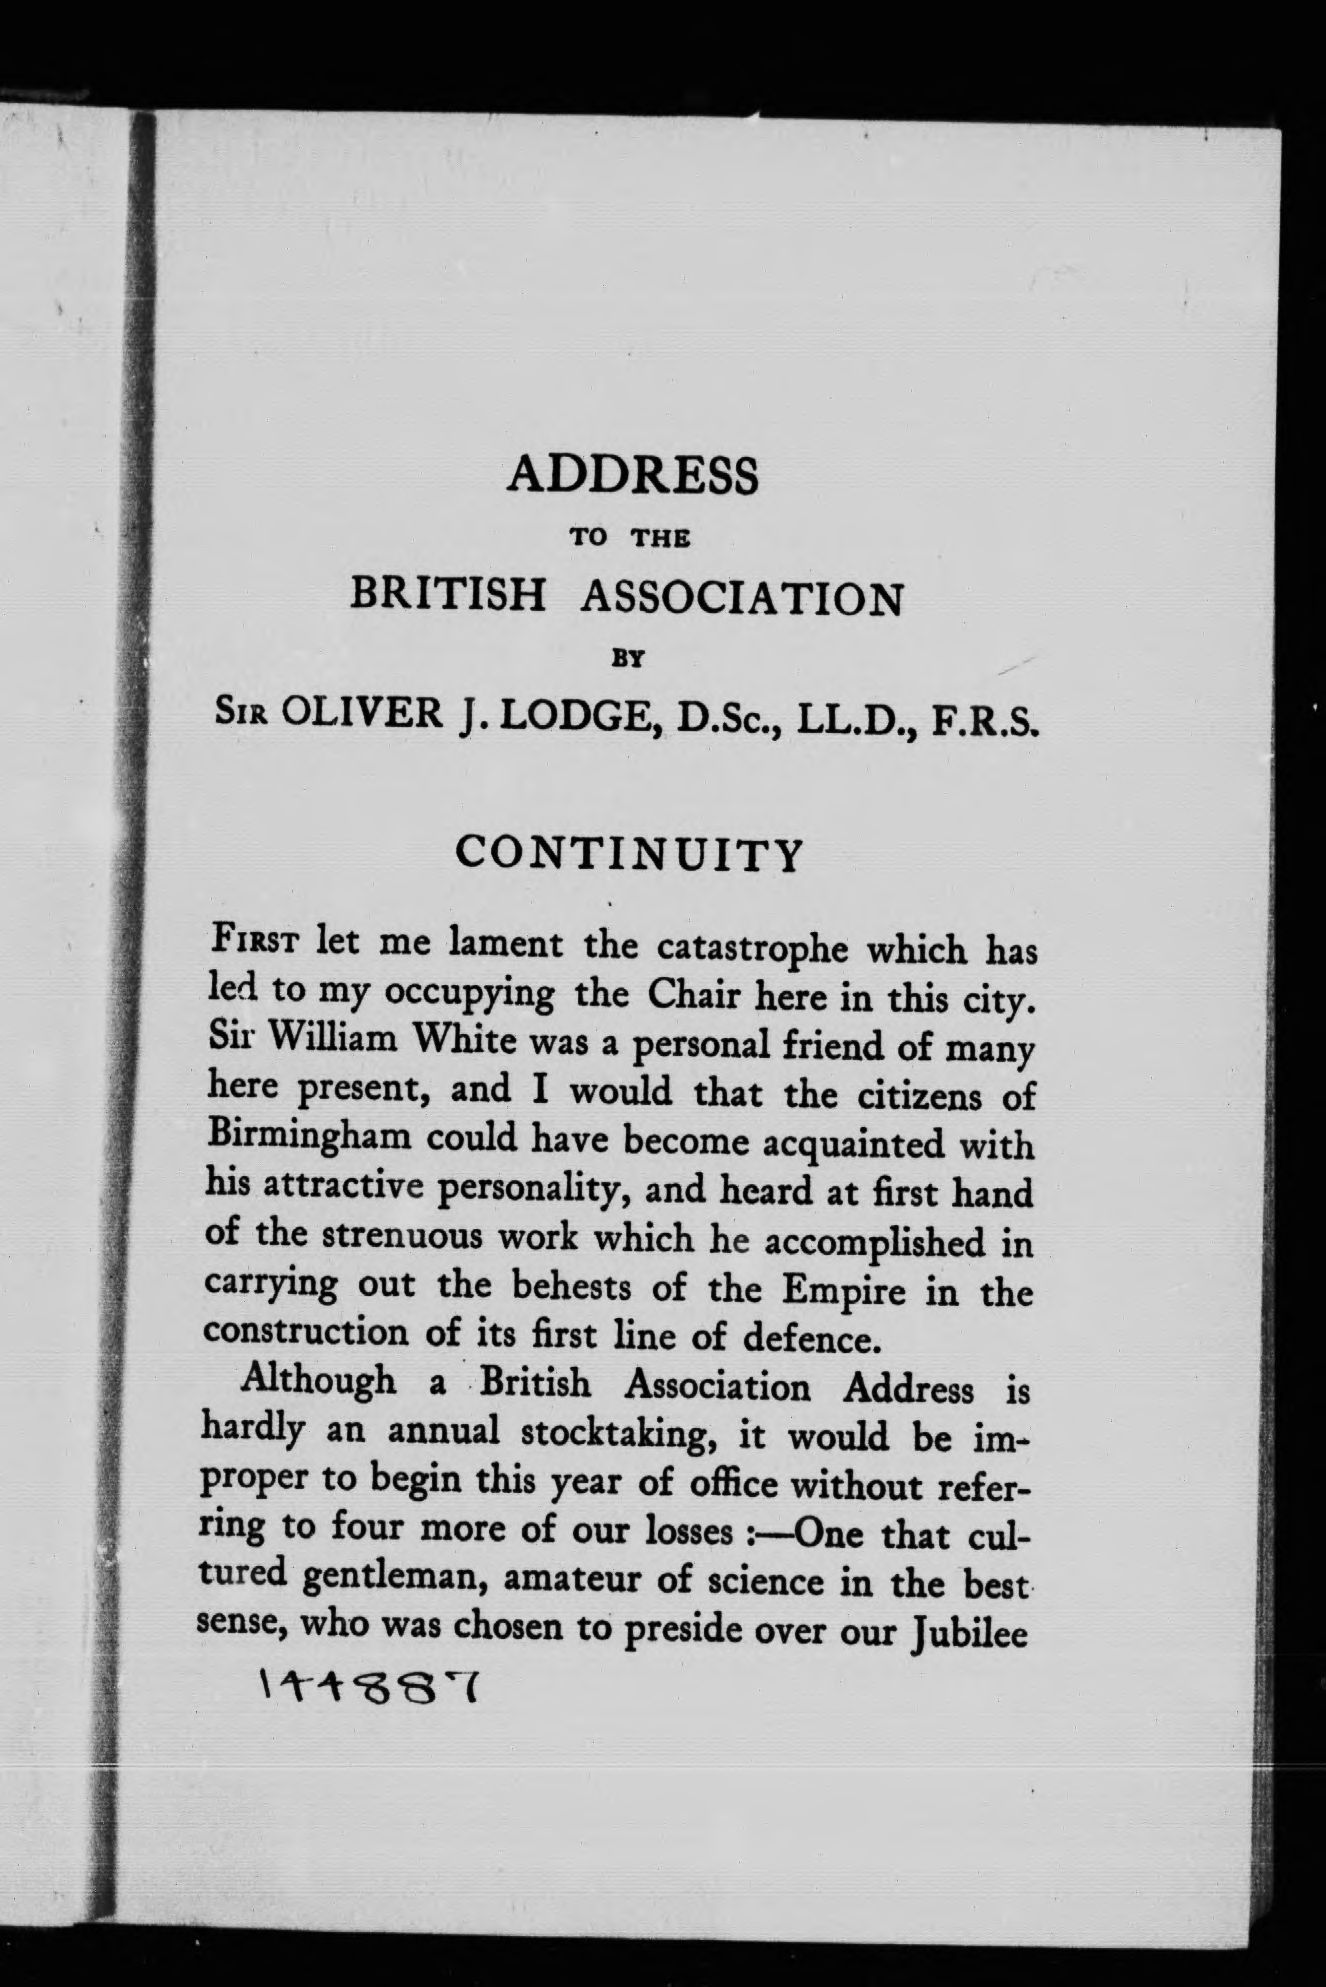 ADDRESS
TO THE
BRITISH ASSOCIATION
BY
SIR OLIVER J. LODGE, D.Sc., LL.D., F.R.S.
CONTINUITY
FIRST let me lament the catastrophe which has
led to my occupying the Chair here in this city.
Sir William White was a personal friend of many
here present, and I would that the citizens of
Birmingham could have become acquainted with
his attractive personality, and heard at first hand
of the strenuous work which he accomplished in
carrying out the behests of the Empire in the
construction of its first line of defence.
Although a British Association Address is
hardly an annual stocktaking, it would be im-
proper to begin this year of office without refer-
ring to four more of our losses :—One that cul-
tured gentleman, amateur of science in the best
sense, who was chosen to preside over our Jubilee
144887